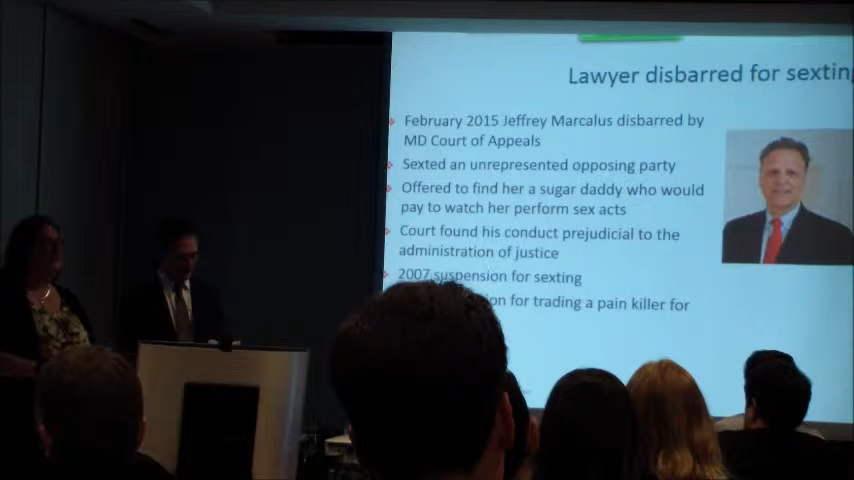 Lawyer disbarred for sextin
February 2015 Jeffrey Marcalus disbarred by
MD Court of Appeals
Sexted an unrepresented opposing party
Offered to find her a sugar daddy who would
pay to watch her perform sex acts
Court found his conduct prejudicial to the
administration of justice
2007 suspension for sexting
on for trading a pain killer for